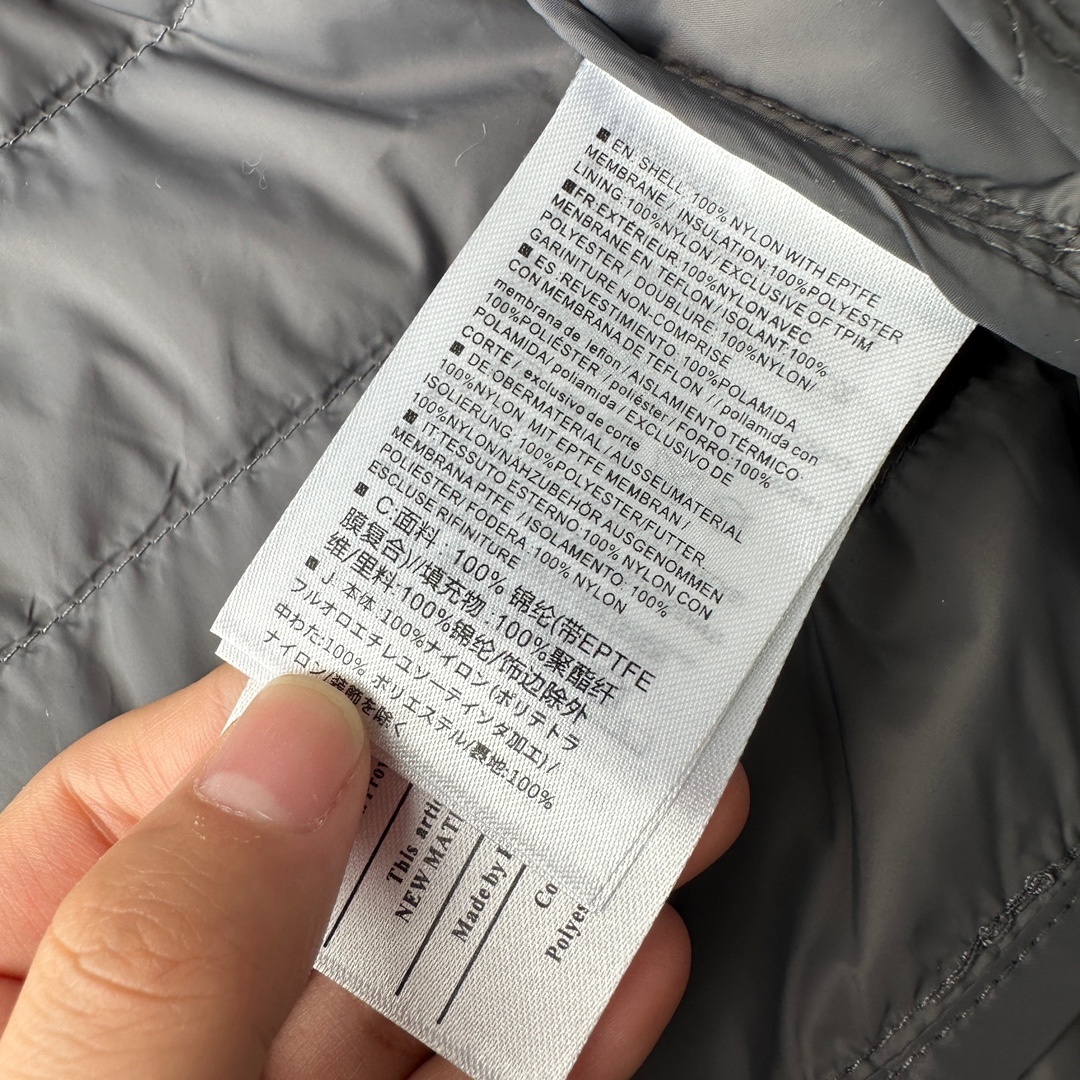 EN. SHELL: 100% NYLON WITH EPTFE
MEMBRANE / INSULATION:100%POLYESTER
LINING:100%NYLON / EXCLUSIVE OF TPIM
FR.EXTÉRIEUR:100%NYLON AVEC
MENBRANE EN TEFLON / ISOLANT:100%
POLYESTER / DOUBLURE: 100%NYLON/
GARINITURE NON-COMPRISE
ES.REVESTIMIENTO. 100%POLAMIDA
CON MEMBRANA DE TEFLON // poliamida con
membrana de teflon / AISLAMIENTO TÉRMICO·
100%POLIÉSTER / poliéster / FORRO.100%
POLAMIDA/ poliamida / EXCLUSIVO DE
CORTE / exclusivo de corte
DE OBERMATERIAL / AUSSEUMATERIAL
100%NYLON MIT EPTFE MEMBRAN /
ISOLIERUNG: 100%POLYESTER/FUTTER
100%NYLON/NÄHZUBEHÖR AUSGENOMMEN
IT TESSUTO ESTERNO:100% NYLON CON
MEMBRANA PTFE / ISOLAMENTO: 100%
POLIESTER/FODERA:100% NYLON
ESCLUSE RIFINITURE
C:面料:100% 锦纶(带EPTFE
膜复合)/填充物:100%聚酯纤
维/里料:100%锦纶/饰边除外
J:本体:100%ナイロン(ポリテトラ
フルオロエチレユソーティツタ加エ)/
中わた:100% ポリエステル/裏地:100%
ナイロン/装飾を除く
This arti
NEW MAT
Made by
Co
Polyes